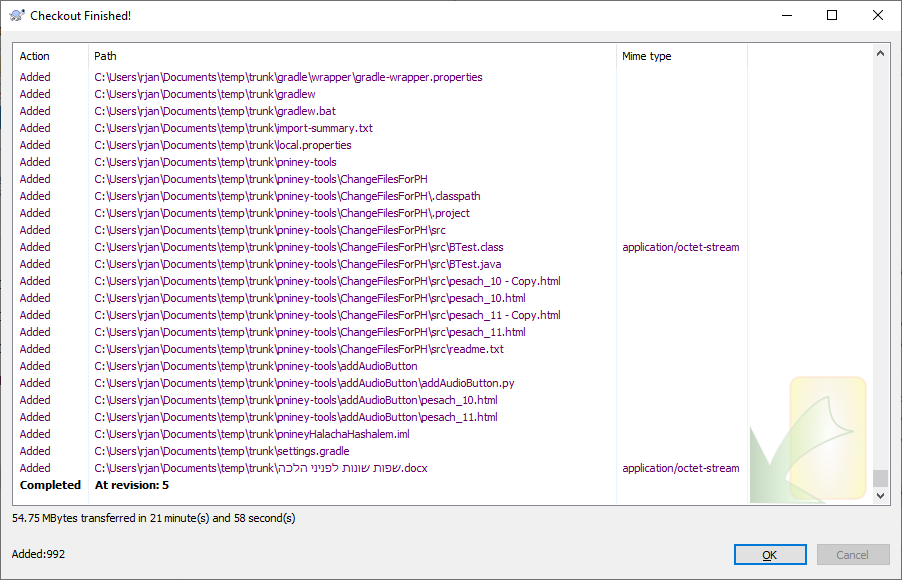 Checkout Finished!
Action Path Mime type
Added C:\Users\rjan\Documents\temp\trunk\gradle\wrapper\gradle-wrapper.properties
Added C:\Users\rjan\Documents\temp\trunk\gradlew
Added C:\Users\rjan\Documents\temp\trunk\gradlew.bat
Added C:\Users\rjan\Documents\temp\trunk\import-summary.txt
Added C:\Users\rjan\Documents\temp\trunk\local.properties
Added C:\Users\rjan\Documents\temp\trunk\pniney-tools
Added C:\Users\rjan\Documents\temp\trunk\pniney-tools\ChangeFilesForPH
Added C:\Users\rjan\Documents\temp\trunk\pniney-tools\ChangeFilesForPH\.classpath
Added C:\Users\rjan\Documents\temp\trunk\pniney-tools\ChangeFilesForPH\.project
Added C:\Users\rjan\Documents\temp\trunk\pniney-tools\ChangeFilesForPH\src
Added C:\Users\rjan\Documents\temp\trunk\pniney-tools\ChangeFilesForPH\src\BTest.class application/octet-stream
Added C:\Users\rjan\Documents\temp\trunk\pniney-tools\ChangeFilesForPH\src\BTest.java
Added C:\Users\rjan\Documents\temp\trunk\pniney-tools\ChangeFilesForPH\src\pesach_10 - Copy.html
Added C:\Users\rjan\Documents\temp\trunk\pniney-tools\ChangeFilesForPH\src\pesach_10.html
Added C:\Users\rjan\Documents\temp\trunk\pniney-tools\ChangeFilesForPH\src\pesach_11 - Copy.html
Added C:\Users\rjan\Documents\temp\trunk\pniney-tools\ChangeFilesForPH\src\pesach_11.html
Added C:\Users\rjan\Documents\temp\trunk\pniney-tools\ChangeFilesForPH\src\readme.txt
Added C:\Users\rjan\Documents\temp\trunk\pniney-tools\addAudioButton
Added C:\Users\rjan\Documents\temp\trunk\pniney-tools\addAudioButton\addAudioButton.py
Added C:\Users\rjan\Documents\temp\trunk\pniney-tools\addAudioButton\pesach_10.html
Added C:\Users\rjan\Documents\temp\trunk\pniney-tools\addAudioButton\pesach_11.html
Added C:\Users\rjan\Documents\temp\trunk\pnineyHalachaHashalem.iml
Added C:\Users\rjan\Documents\temp\trunk\settings.gradle
Added C:\Users\rjan\Documents\temp\trunk\שפות שונות לפניני הלכה.docx application/octet-stream
Completed At revision: 5
54.75 MBytes transferred in 21 minute(s) and 58 second(s)
Added:992
OK Cancel